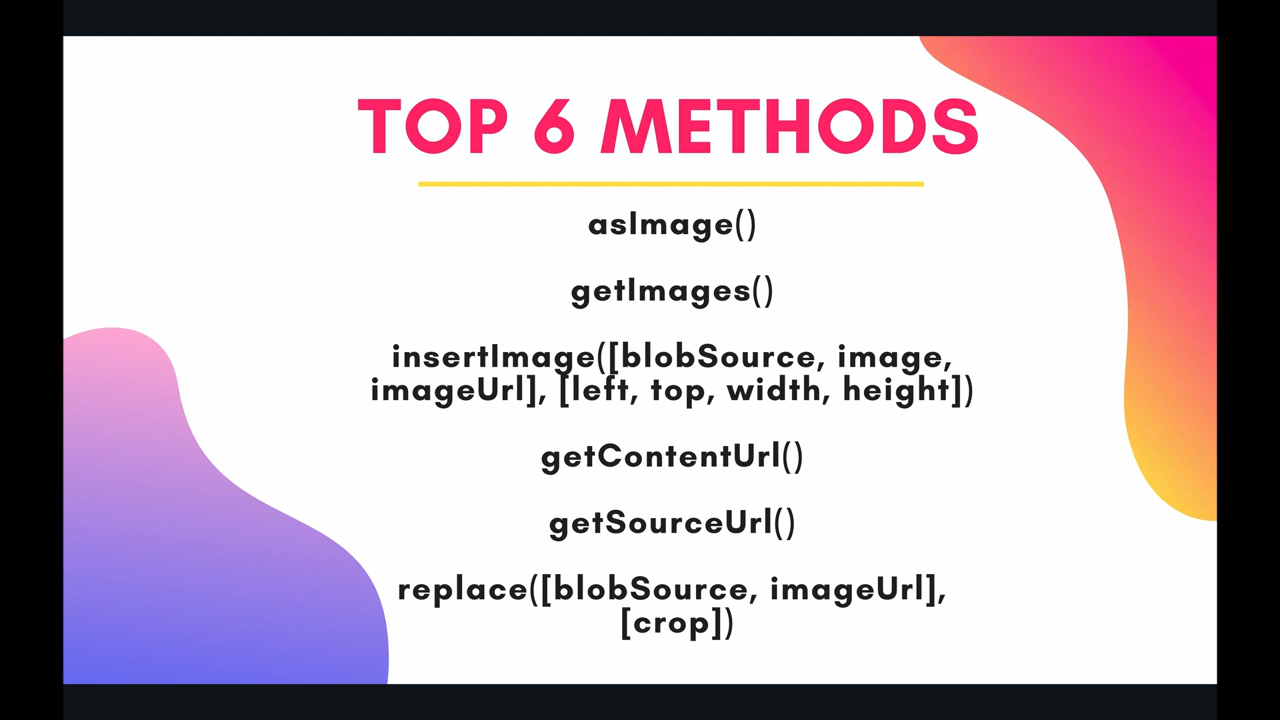 TOP 6 METHODS
asImage()
getImages()
insertImage([blobSource, image,
imageUrl], [left, top, width, height])
getContentUrl()
getSourceUrl()
replace([blobSource, imageUrl],
[crop])